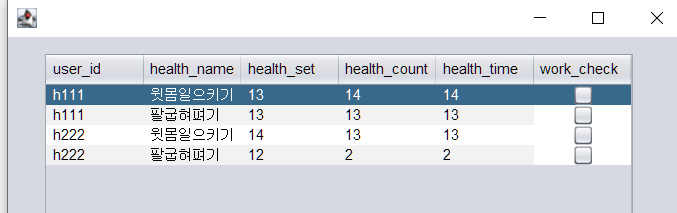 user_id health_name health_set health_count health_time work_check
h111 윗몸일으키기 13 14 14
h111 팔굽혀펴기 13 13 13
h222 윗몸일으키기 14 13 13
h222 팔굽혀펴기 12 2 2